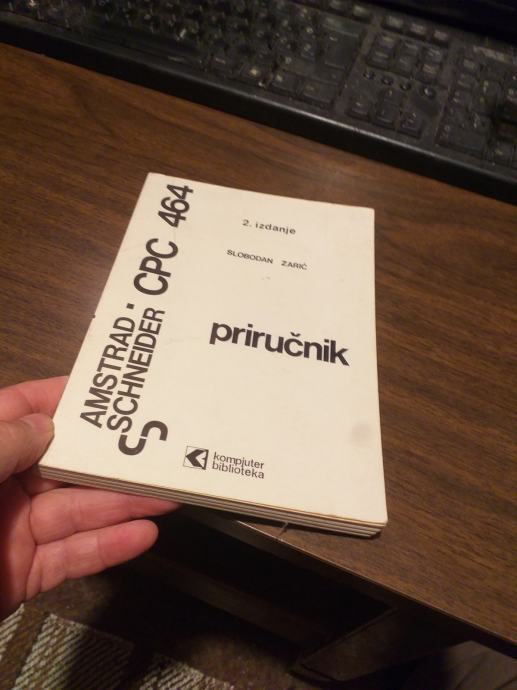 2. izdanje
SLOBODAN ZARIĆ
priručnik
AMSTRAD·
SCHNEIDER CPC 464
kompjuter
biblioteka